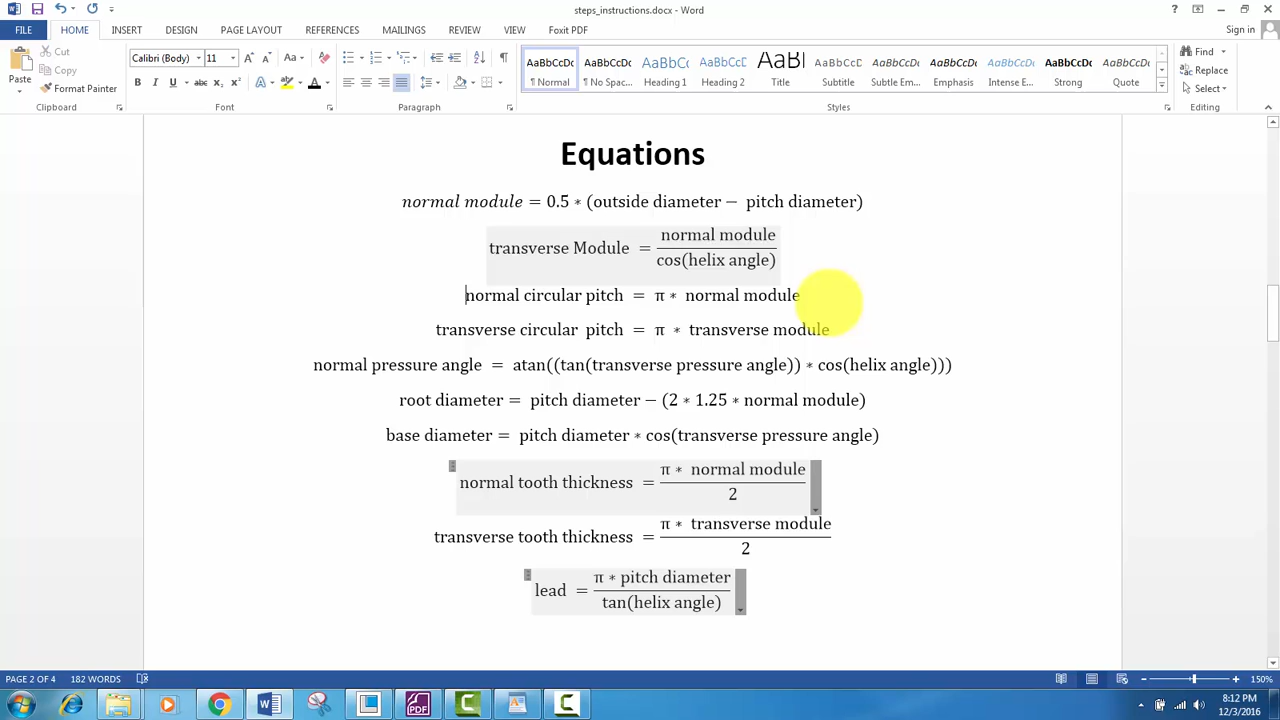 steps_instructions.docx - Word
FILE HOME INSERT DESIGN PAGE LAYOUT REFERENCES MAILINGS REVIEW VIEW Foxit PDF Sign in
Paste Cut Copy Format Painter
Calibri (Body) 11
B I U abc x₂ x²
AaBbCcDc AaBbCcDc AaBbC AaBbCc AaBl AaBbCcD AaBbCcDc AaBbCcDc AaBbCcDc AaBbCcDc AaBbCcDc
¶ Normal ¶ No Spac... Heading 1 Heading 2 Title Subtitle Subtle Em... Emphasis Intense E... Strong Quote
Find Replace Select
Clipboard Font Paragraph Styles Editing
Equations
normal module = 0.5 ∗ (outside diameter − pitch diameter)
transverse Module = normal module
cos(helix angle)
normal circular pitch = π ∗ normal module
transverse circular pitch = π ∗ transverse module
normal pressure angle = atan((tan(transverse pressure angle)) ∗ cos(helix angle)))
root diameter = pitch diameter − (2 ∗ 1.25 ∗ normal module)
base diameter = pitch diameter ∗ cos(transverse pressure angle)
normal tooth thickness = π ∗ normal module
2
transverse tooth thickness = π ∗ transverse module
2
lead = π ∗ pitch diameter
tan(helix angle)
PAGE 2 OF 4 182 WORDS 150%
8:12 PM
12/3/2016